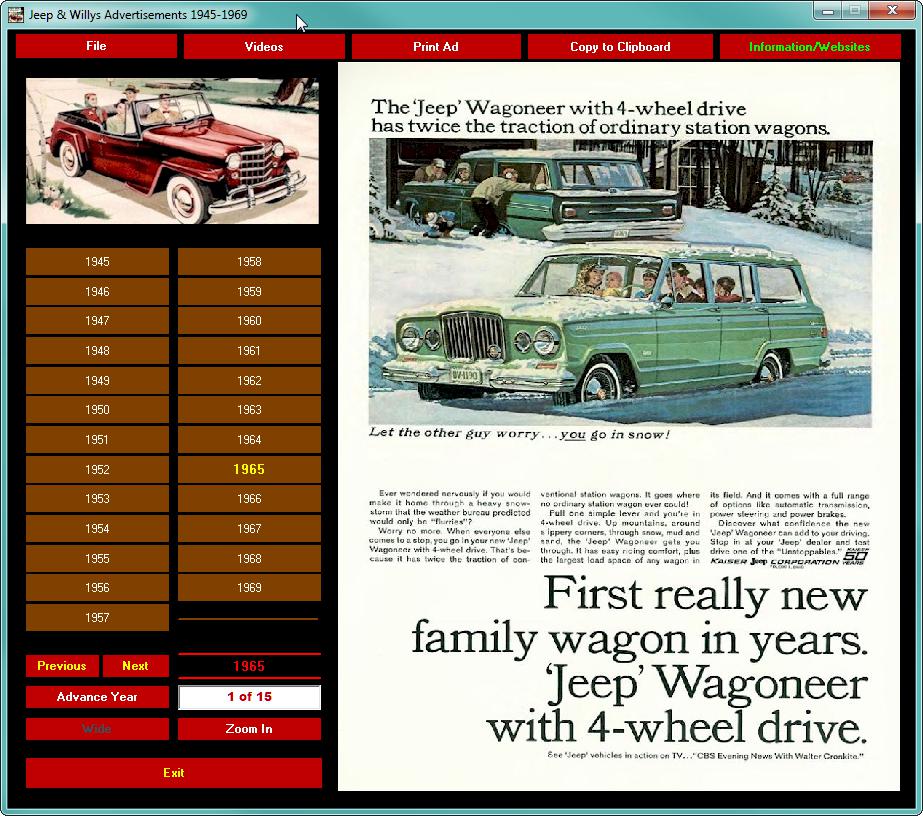 Jeep & Willys Advertisements 1945-1969
File
Videos
Print Ad
Copy to Clipboard
Information/Websites
1945
1946
1947
1948
1949
1950
1951
1952
1953
1954
1955
1956
1957
1958
1959
1960
1961
1962
1963
1964
1965
1966
1967
1968
1969
Previous
Next
1965
Advance Year
1 of 15
Wide
Zoom In
Exit
The 'Jeep' Wagoneer with 4-wheel drive
has twice the traction of ordinary station wagons.
Let the other guy worry...you go in snow!
Ever wondered nervously if you would
make it home through a heavy snow-
storm that the weather bureau predicted
would only be "flurries"?
Worry no more. When everyone else
comes to a stop, you go in your new 'Jeep'
Wagoneer with 4-wheel drive. That's be-
cause it has twice the traction of con-
ventional station wagons. It goes where
no ordinary station wagon ever could!
Pull one simple lever and you're in
4-wheel drive. Up mountains, around
slippery corners, through snow, mud and
sand, the 'Jeep' Wagoneer gets you
through. It has easy riding comfort, plus
the largest load space of any wagon in
its field. And it comes with a full range
of options like automatic transmission,
power steering and power brakes.
Discover what confidence the new
'Jeep' Wagoneer can add to your driving.
Stop in at your 'Jeep' dealer and test
drive one of the "Unstoppables."
KAISER Jeep CORPORATION
KAISER
50
YEARS
First really new
family wagon in years.
'Jeep' Wagoneer
with 4-wheel drive.
See 'Jeep' vehicles in action on TV..."CBS Evening News With Walter Cronkite."